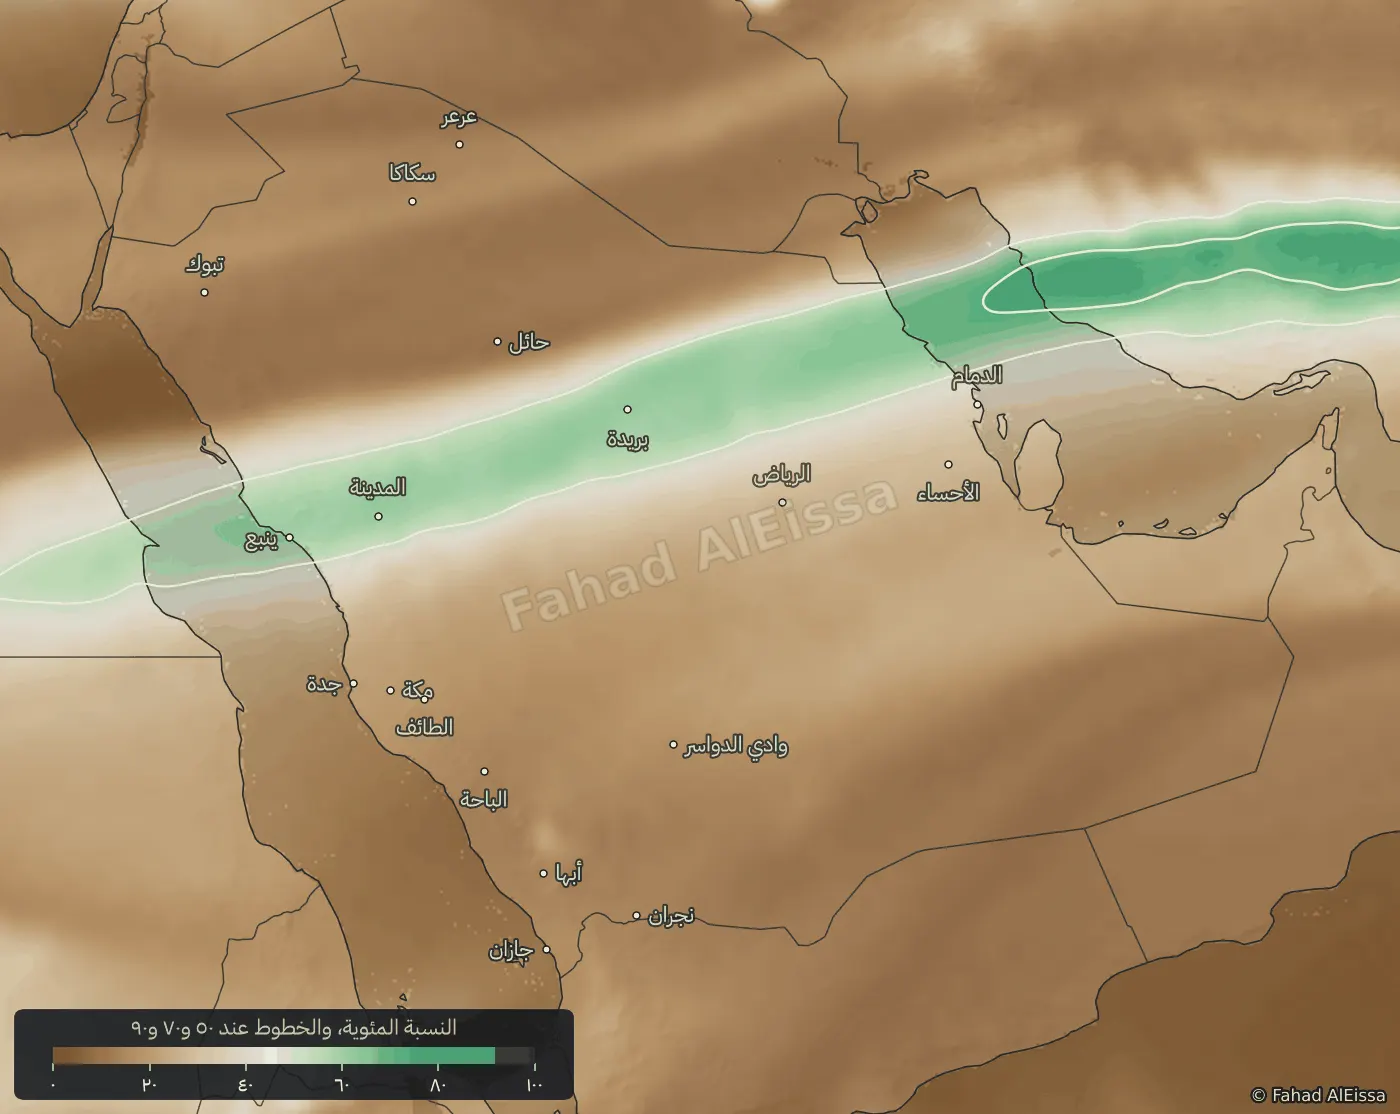 عرعر
سكاكا
تبوك
حائل
الدمام
بريدة
الرياض
الأحساء
المدينة
ينبع
Fahad AlEissa
جدة
مكة
الطائف
وادي الدواسر
الباحة
أبها
نجران
جازان
النسبة المئوية، والخطوط عند ٥٠ و٧٠ و٩٠
٠ ٢٠ ٤٠ ٦٠ ٨٠ ١٠٠
© Fahad AlEissa